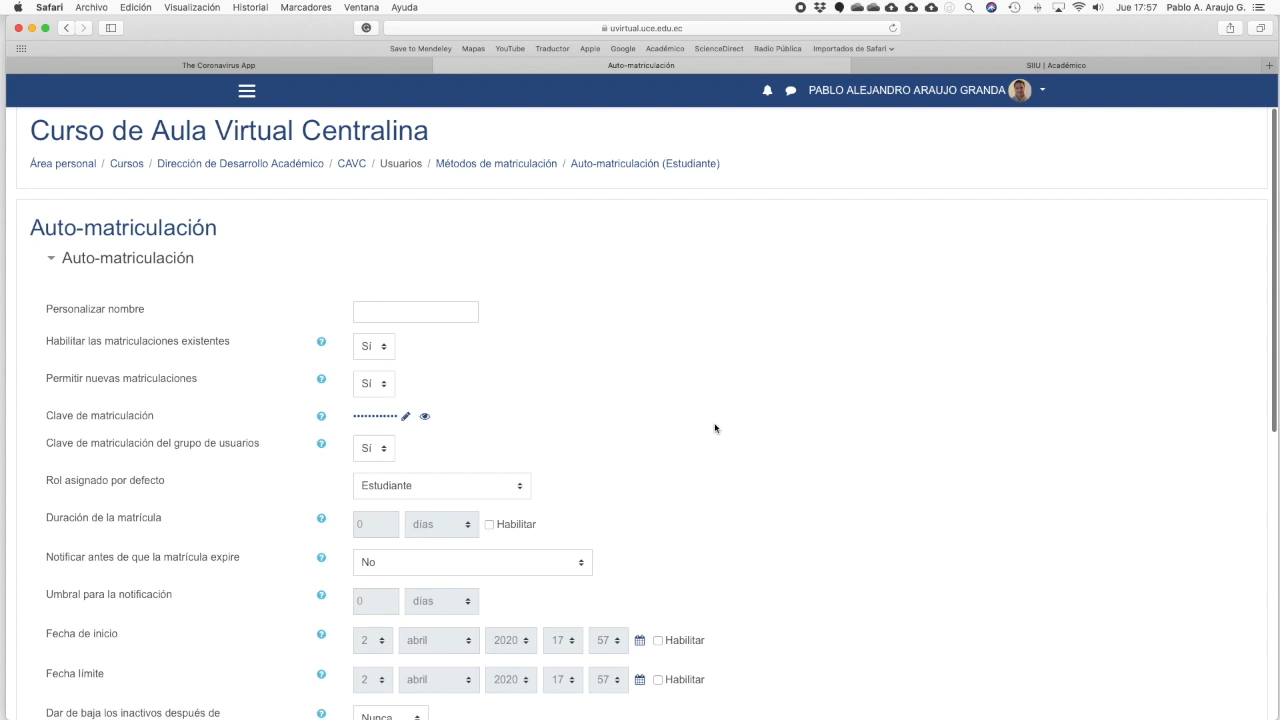 Safari Archivo Edición Visualización Historial Marcadores Ventana Ayuda Jue 17:57 Pablo A. Araujo G.
uvirtual.uce.edu.ec
Save to Mendeley Mapas YouTube Traductor Apple Google Académico ScienceDirect Radio Pública Importados de Safari
The Coronavirus App Auto-matriculación SIIU | Académico
PABLO ALEJANDRO ARAUJO GRANDA
Curso de Aula Virtual Centralina
Área personal / Cursos / Dirección de Desarrollo Académico / CAVC / Usuarios / Métodos de matriculación / Auto-matriculación (Estudiante)
Auto-matriculación
Auto-matriculación
Personalizar nombre
Habilitar las matriculaciones existentes Sí
Permitir nuevas matriculaciones Sí
Clave de matriculación ••••••••••••
Clave de matriculación del grupo de usuarios Sí
Rol asignado por defecto Estudiante
Duración de la matrícula 0 días Habilitar
Notificar antes de que la matrícula expire No
Umbral para la notificación 0 días
Fecha de inicio 2 abril 2020 17 57 Habilitar
Fecha límite 2 abril 2020 17 57 Habilitar
Dar de baja los inactivos después de Nunca